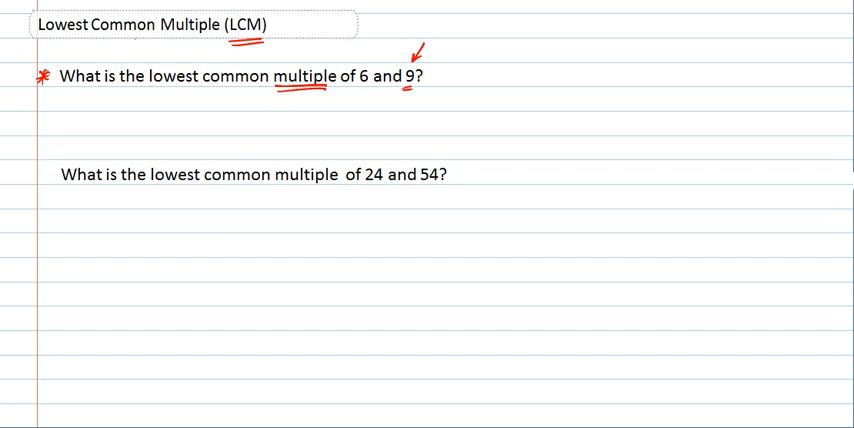 Lowest Common Multiple (LCM)
* What is the lowest common multiple of 6 and 9?
What is the lowest common multiple of 24 and 54?